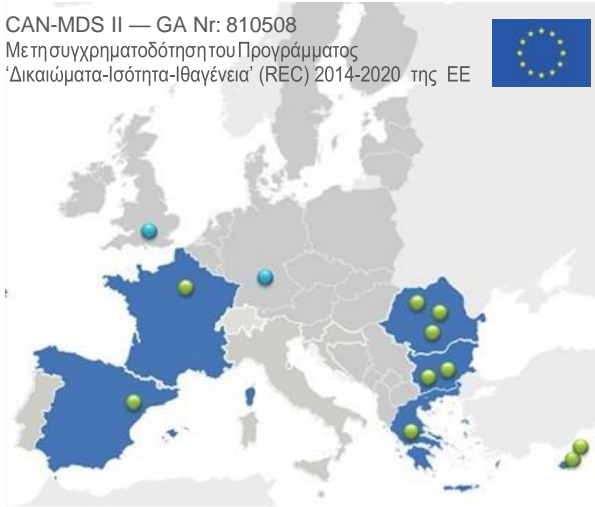 CAN-MDS II — GA Nr: 810508
Με τη συγχρηματοδότηση του Προγράμματος
‘Δικαιώματα-Ισότητα-Ιθαγένεια’ (REC) 2014-2020 της ΕΕ